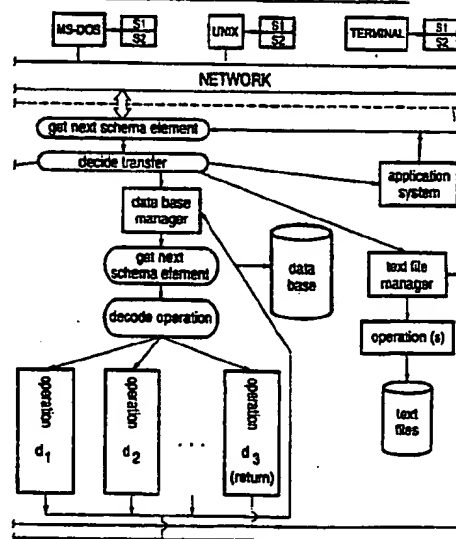 MS-DOS
S1
S2
UNIX
S1
S2
TERMINAL
S1
S2
NETWORK
get next schema element
decide transfer
application
system
data base
manager
get next
schema element
data
base
text file
manager
decode operation
operation (s)
operation
d1
operation
d2
. . .
operation
d3
(return)
text
files